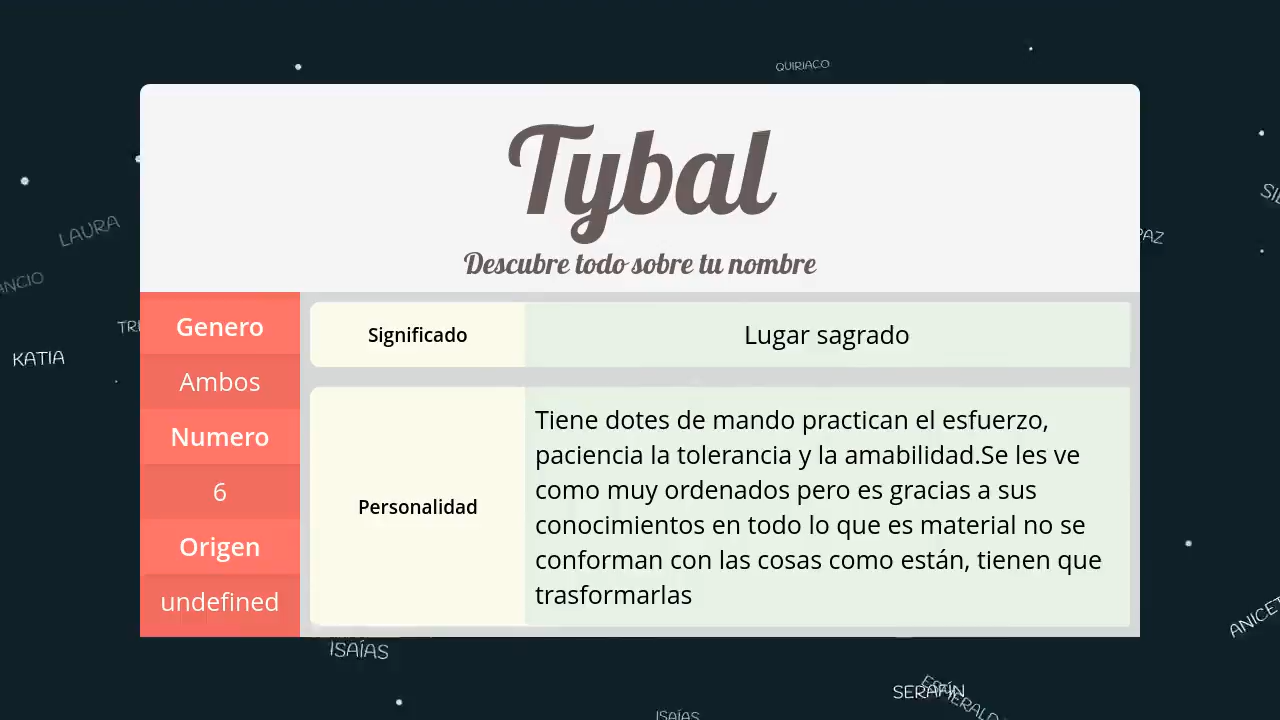 QUIRIACO
Tybal
Descubre todo sobre tu nombre
LAURA
PAZ
KATIA
Genero
Ambos
Numero
6
Origen
undefined
Significado
Lugar sagrado
Personalidad
Tiene dotes de mando practican el esfuerzo,
paciencia la tolerancia y la amabilidad.Se les ve
como muy ordenados pero es gracias a sus
conocimientos en todo lo que es material no se
conforman con las cosas como están, tienen que
trasformarlas
ISAÍAS
SERAFÍN
ISAÍAS